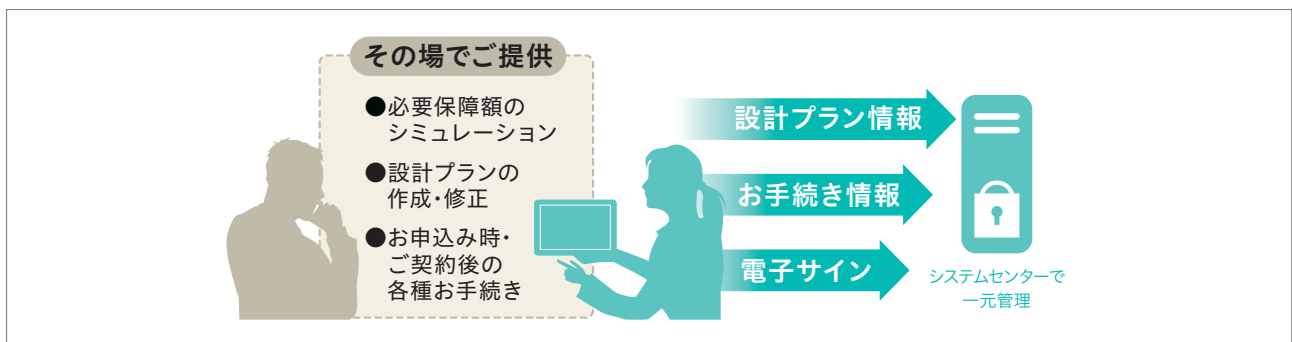 その場でご提供
●必要保障額の
シミュレーション
●設計プランの
作成・修正
●お申込み時・
ご契約後の
各種お手続き
設計プラン情報
お手続き情報
電子サイン
システムセンターで
一元管理